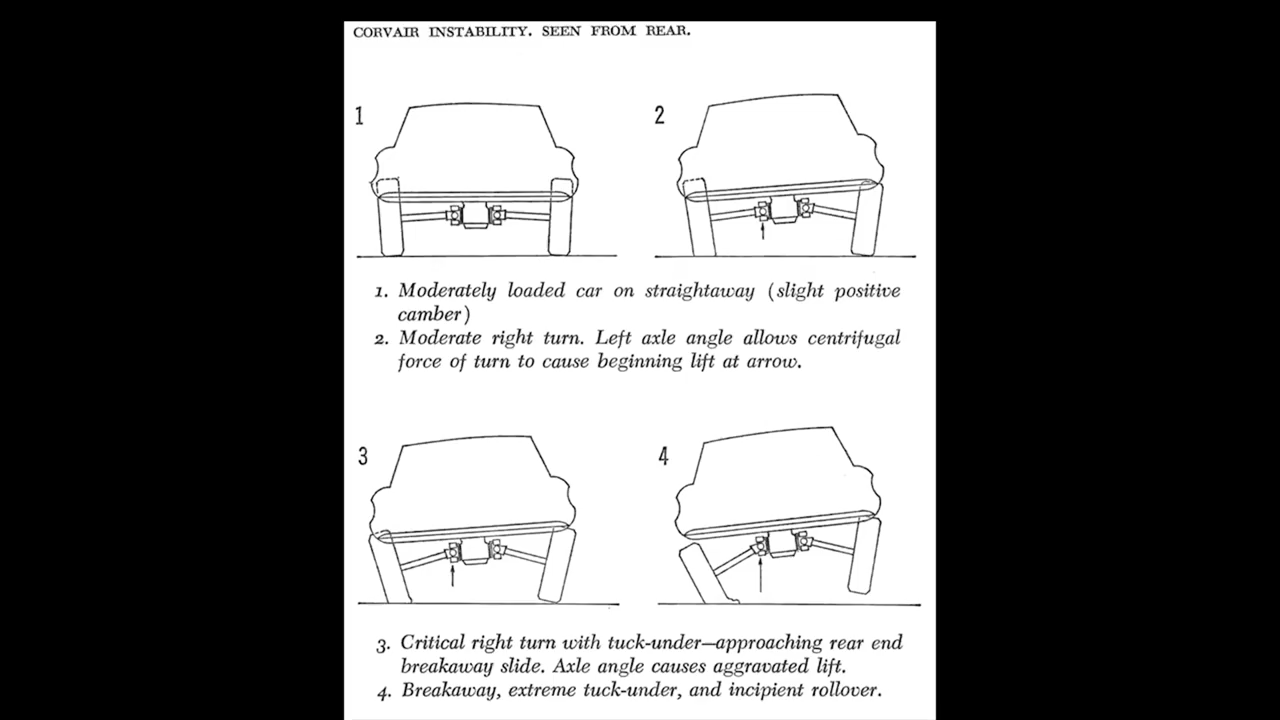 CORVAIR INSTABILITY. SEEN FROM REAR.
1
2
1. Moderately loaded car on straightaway (slight positive
camber)
2. Moderate right turn. Left axle angle allows centrifugal
force of turn to cause beginning lift at arrow.
3
4
3. Critical right turn with tuck-under—approaching rear end
breakaway slide. Axle angle causes aggravated lift.
4. Breakaway, extreme tuck-under, and incipient rollover.